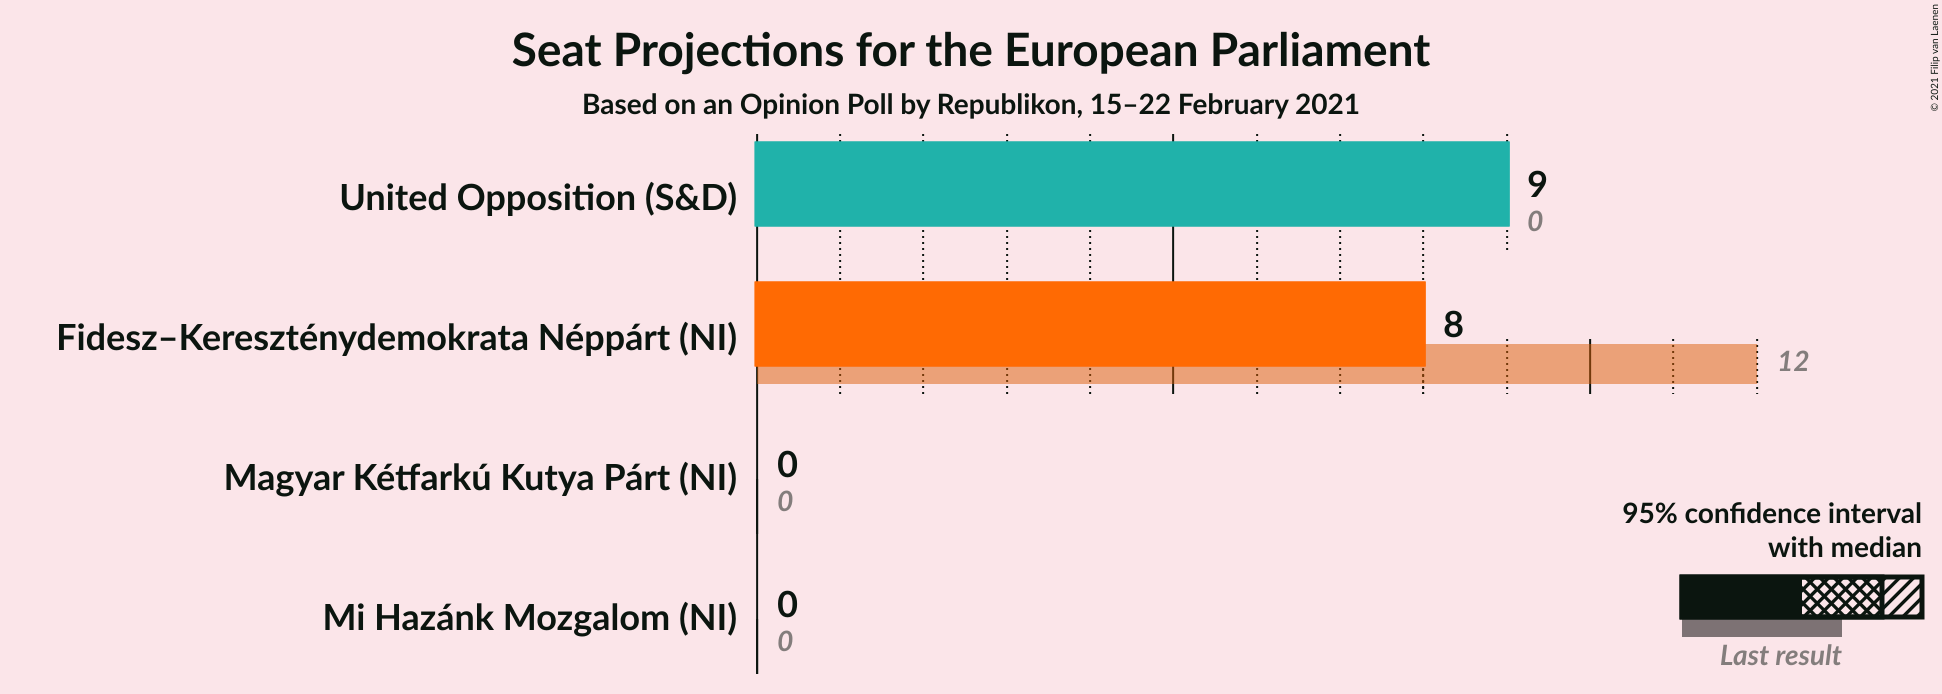 Seat Projections for the European Parliament
Based on an Opinion Poll by Republikon, 15–22 February 2021
© 2021 Filip van Laenen
United Opposition (S&D)
9
0
Fidesz–Kereszténydemokrata Néppárt (NI)
8
12
Magyar Kétfarkú Kutya Párt (NI)
0
0
Mi Hazánk Mozgalom (NI)
0
0
95% confidence interval
with median
Last result